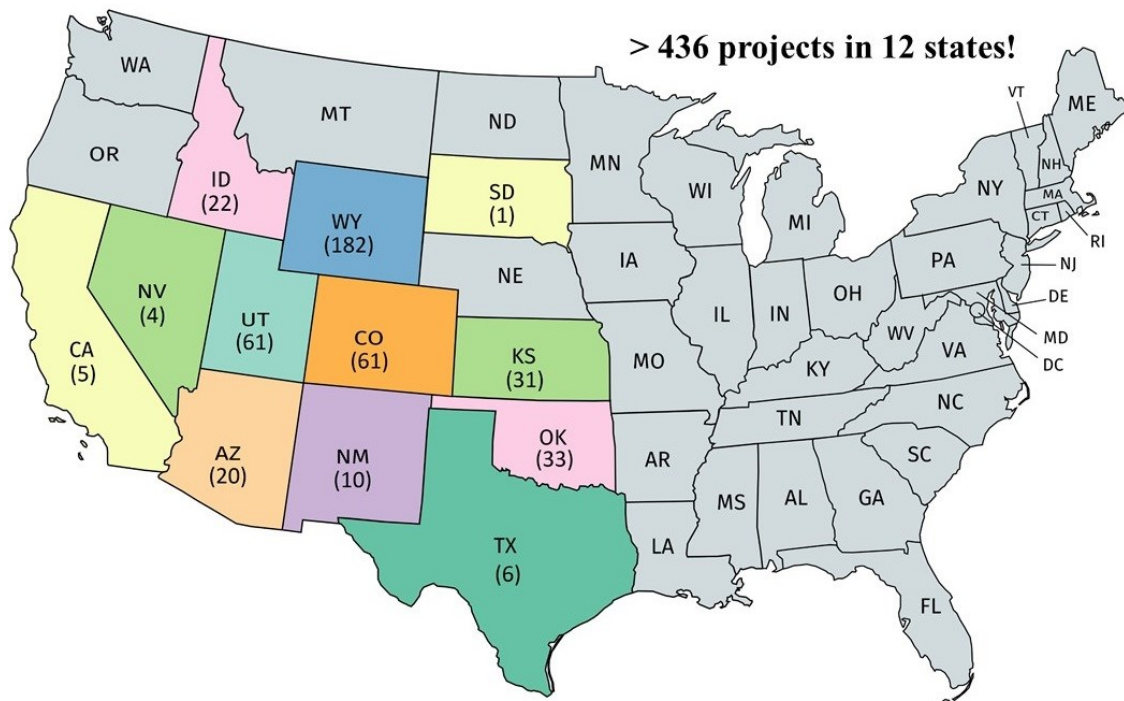 > 436 projects in 12 states!
WA
MT
ND
MN
VT
ME
OR
ID
(22)
WY
(182)
SD
(1)
WI
MI
NY
NH
MA
CT
RI
NV
(4)
UT
(61)
CO
(61)
NE
IA
IL
IN
OH
PA
NJ
DE
MD
DC
CA
(5)
KS
(31)
MO
KY
WV
VA
AZ
(20)
NM
(10)
OK
(33)
AR
TN
NC
SC
TX
(6)
LA
MS
AL
GA
FL